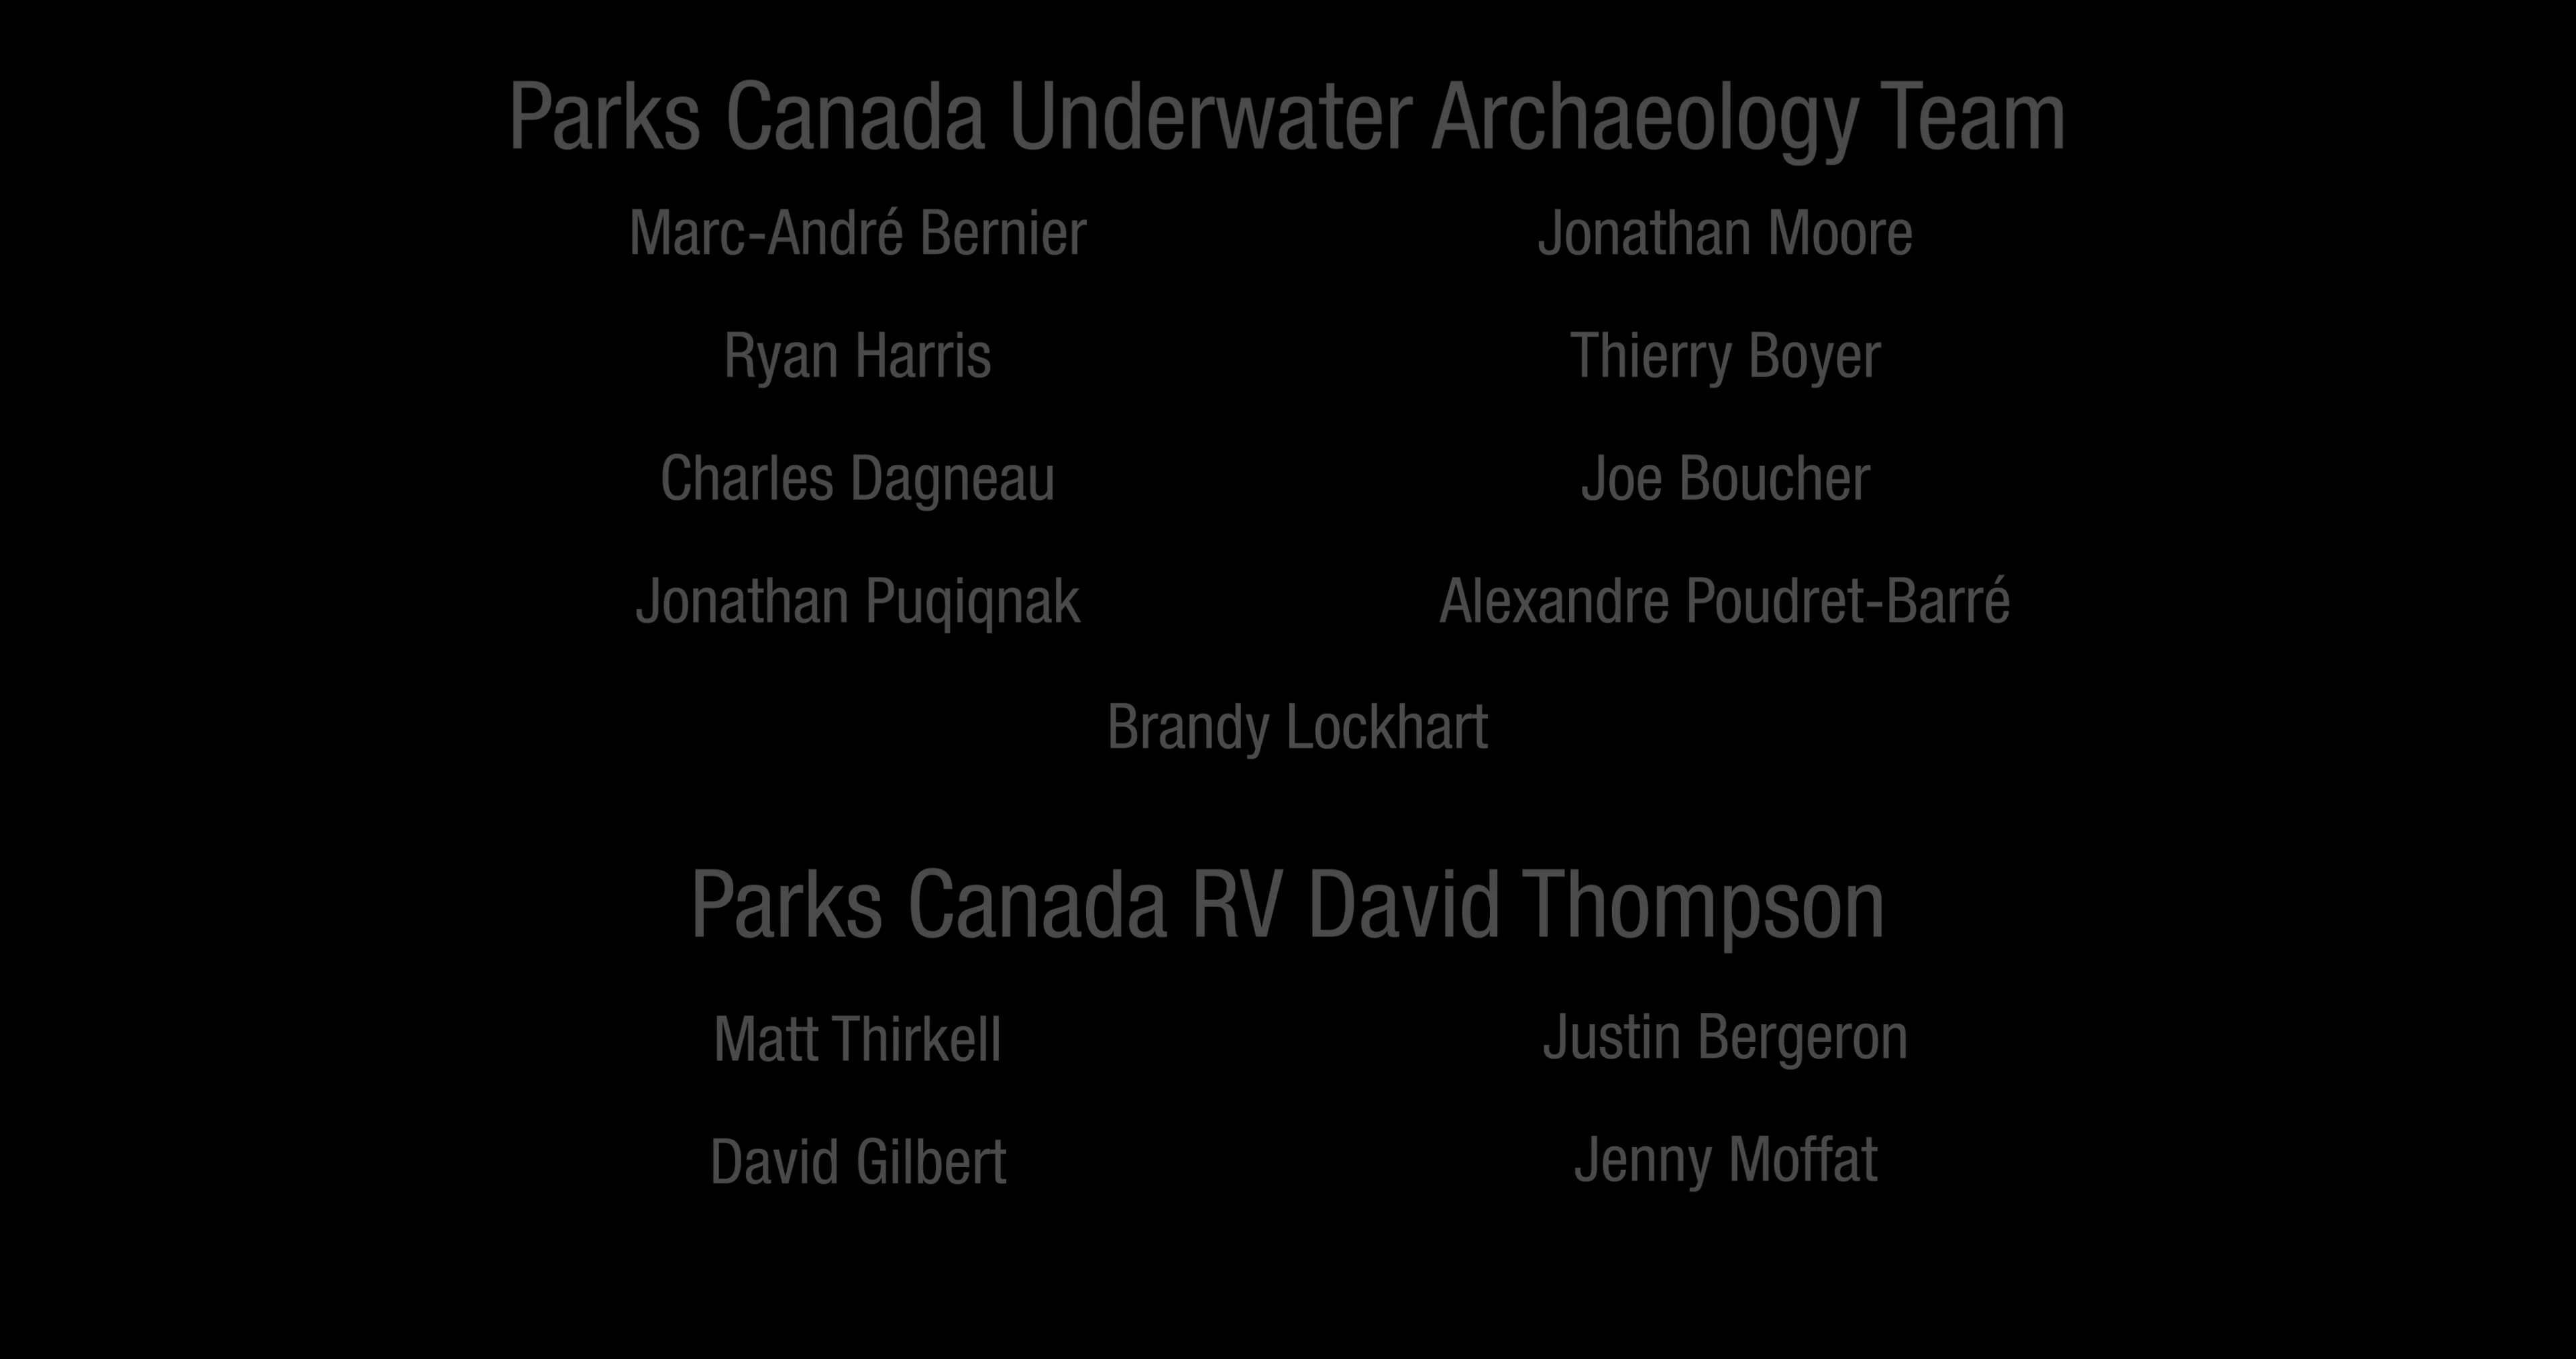 Parks Canada Underwater Archaeology Team
Marc-André Bernier Jonathan Moore
Ryan Harris Thierry Boyer
Charles Dagneau Joe Boucher
Jonathan Puqiqnak Alexandre Poudret-Barré
Brandy Lockhart
Parks Canada RV David Thompson
Matt Thirkell Justin Bergeron
David Gilbert Jenny Moffat